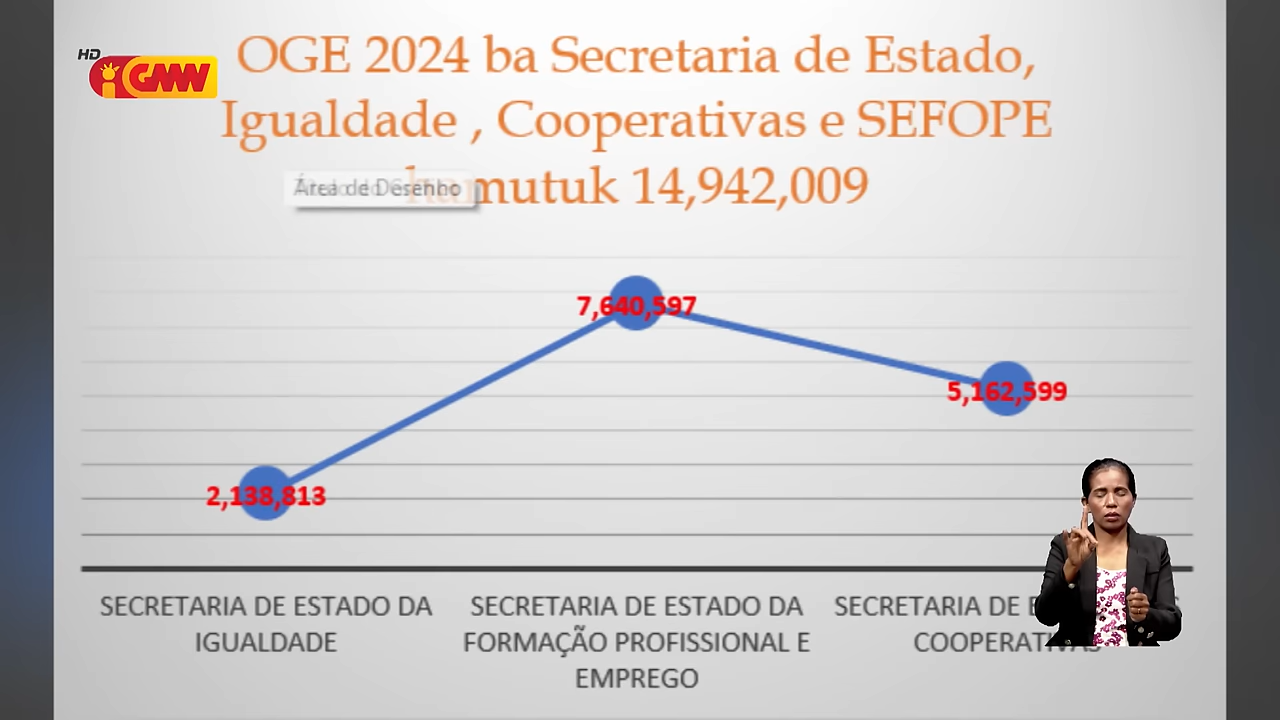 HD
GMW
OGE 2024 ba Secretaria de Estado,
Igualdade , Cooperativas e SEFOPE
hamutuk 14,942,009
Área de Desenho
7,640,597
5,162,599
2,138,813
SECRETARIA DE ESTADO DA
IGUALDADE
SECRETARIA DE ESTADO DA
FORMAÇÃO PROFISSIONAL E
EMPREGO
SECRETARIA DE
COOPERATIVAS